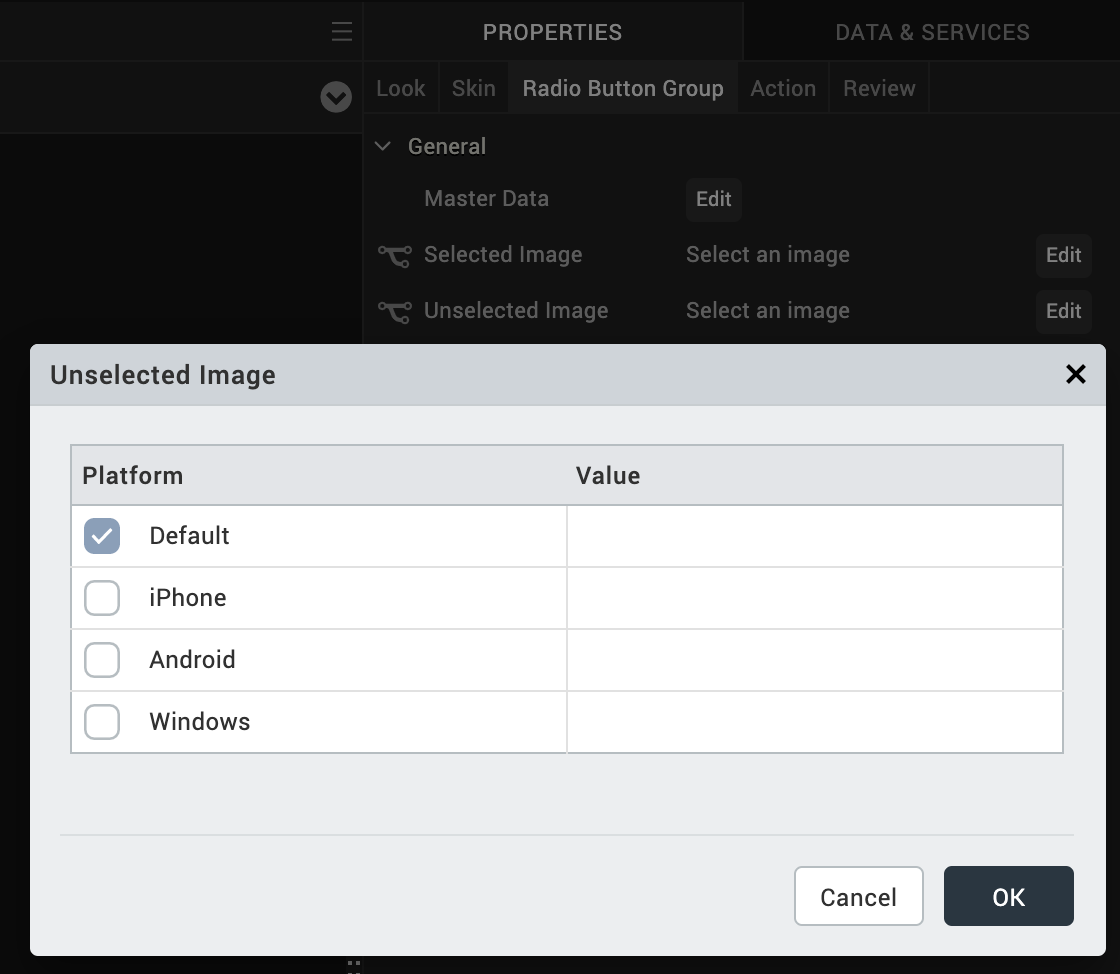 PROPERTIES DATA & SERVICES
Look Skin Radio Button Group Action Review
General
Master Data Edit
Selected Image Select an image Edit
Unselected Image Select an image Edit
Unselected Image
Platform Value
Default
iPhone
Android
Windows
Cancel OK